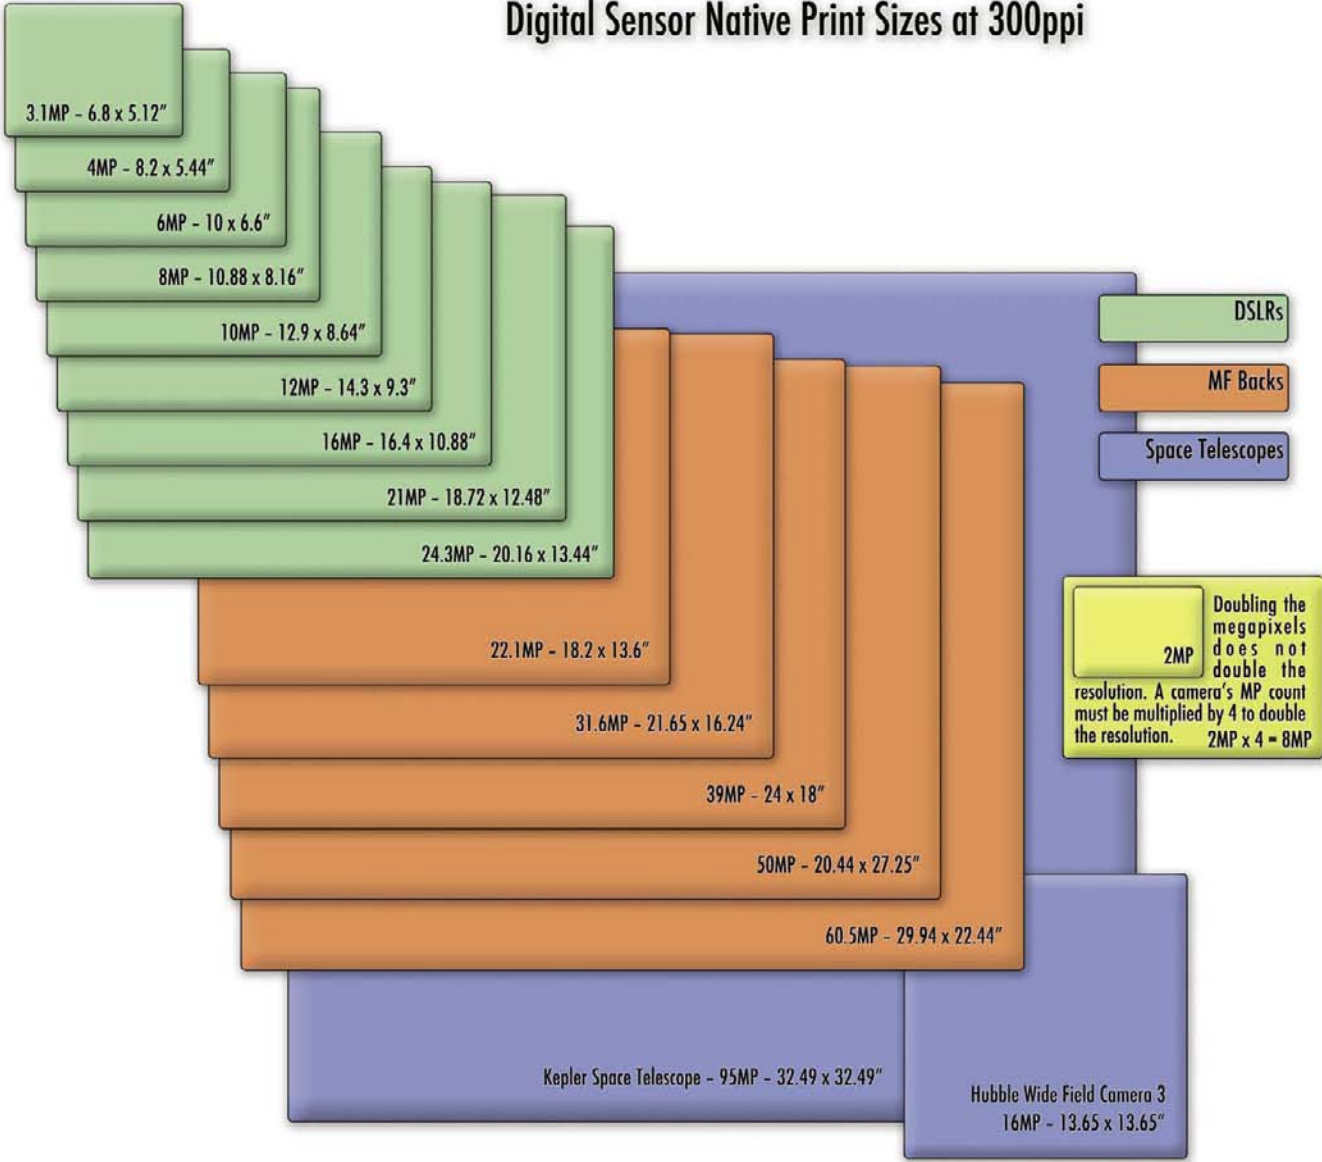 Digital Sensor Native Print Sizes at 300ppi
3.1MP - 6.8 x 5.12"
4MP - 8.2 x 5.44"
6MP - 10 x 6.6"
8MP - 10.88 x 8.16"
10MP - 12.9 x 8.64"
12MP - 14.3 x 9.3"
16MP - 16.4 x 10.88"
21MP - 18.72 x 12.48"
24.3MP - 20.16 x 13.44"
22.1MP - 18.2 x 13.6"
31.6MP - 21.65 x 16.24"
39MP - 24 x 18"
50MP - 20.44 x 27.25"
60.5MP - 29.94 x 22.44"
Kepler Space Telescope - 95MP - 32.49 x 32.49"
Hubble Wide Field Camera 3
16MP - 13.65 x 13.65"
DSLRs
MF Backs
Space Telescopes
2MP
Doubling the
megapixels
does not
double the
resolution. A camera's MP count
must be multiplied by 4 to double
the resolution. 2MP x 4 = 8MP